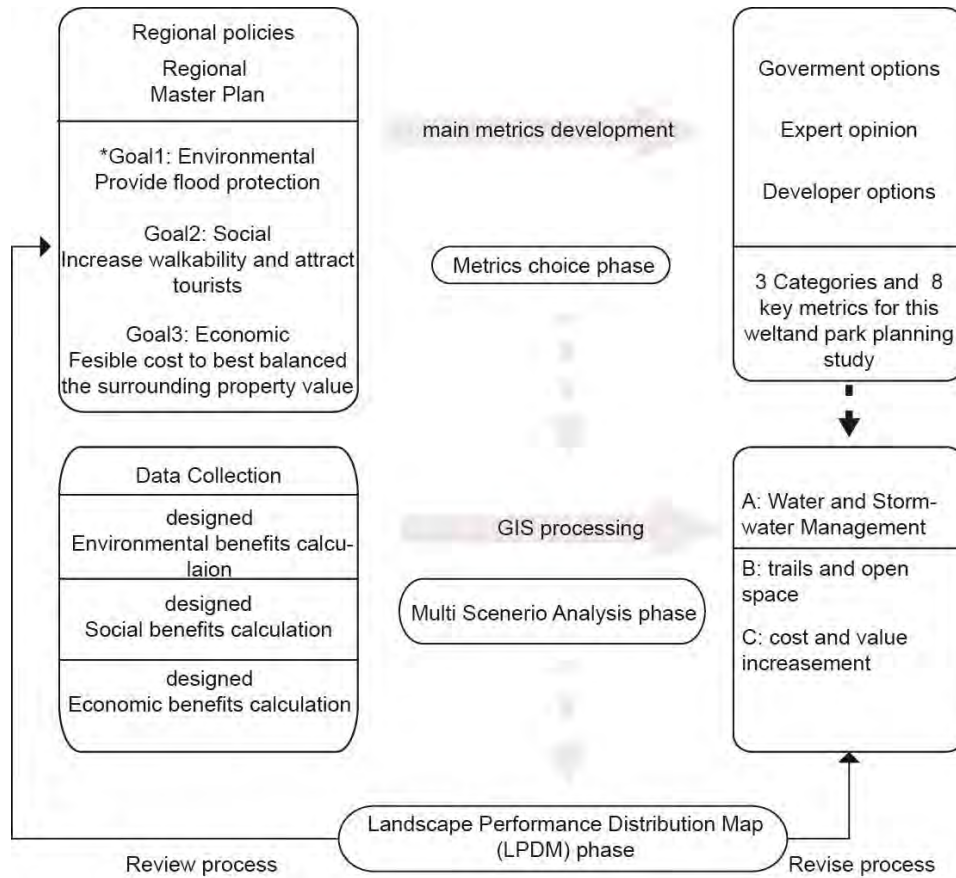 Regional policies
Regional
Master Plan
*Goal1: Environmental
Provide flood protection
Goal2: Social
Increase walkability and attract
tourists
Goal3: Economic
Fesible cost to best balanced
the surrounding property value
main metrics development
Metrics choice phase
Goverment options
Expert opinion
Developer options
3 Categories and 8
key metrics for this
weltand park planning
study
Data Collection
designed
Environmental benefits calcu-
laion
designed
Social benefits calculation
designed
Economic benefits calculation
GIS processing
Multi Scenerio Analysis phase
A: Water and Storm-
water Management
B: trails and open
space
C: cost and value
increasement
Landscape Performance Distribution Map
(LPDM) phase
Review process
Revise process